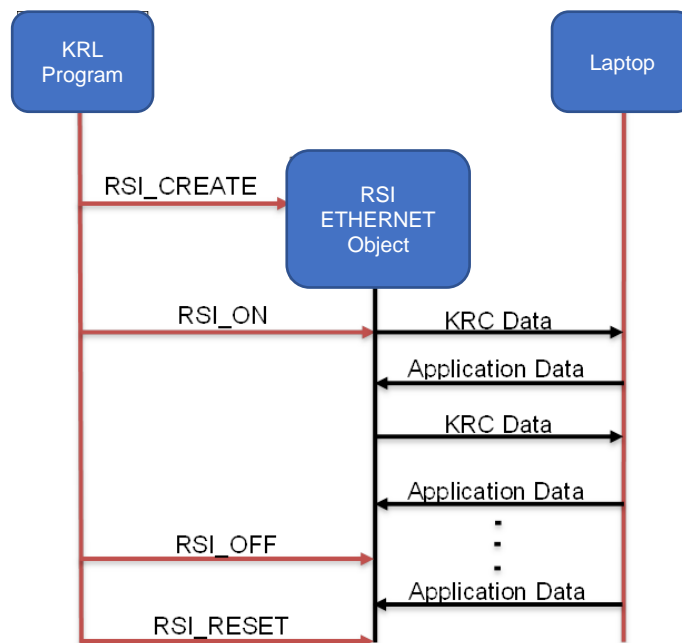 KRL
Program
Laptop
RSI_CREATE
RSI
ETHERNET
Object
RSI_ON
KRC Data
Application Data
KRC Data
Application Data
RSI_OFF
Application Data
RSI_RESET